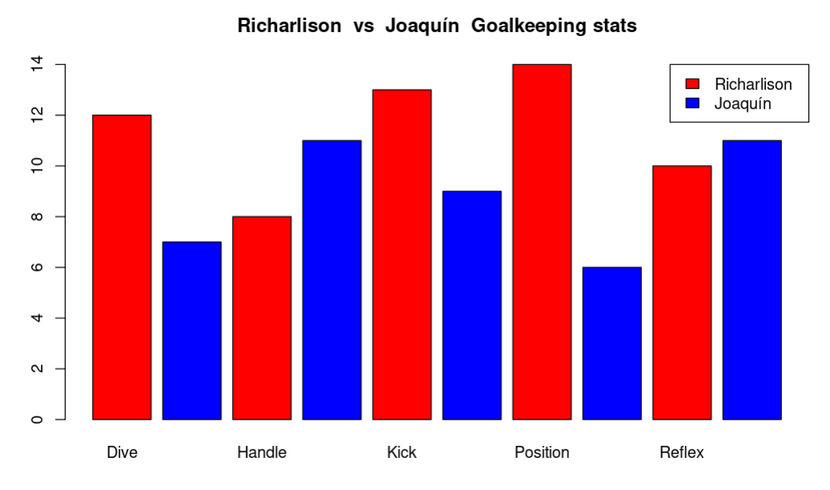 Richarlison vs Joaquín Goalkeeping stats
Richarlison
Joaquín
14
12
10
8
6
4
2
0
Dive Handle Kick Position Reflex